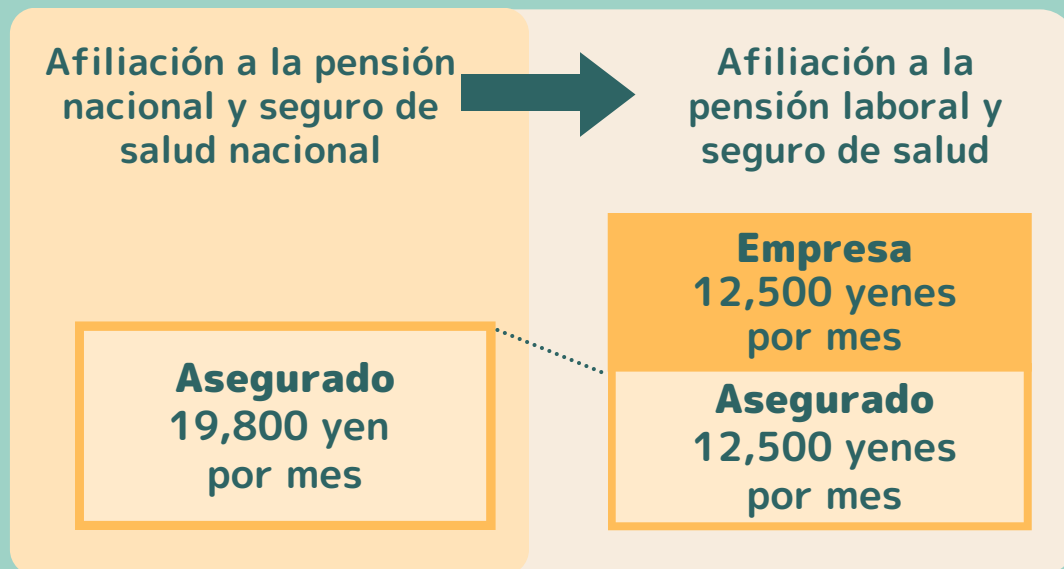 Afiliación a la pensión
nacional y seguro de
salud nacional
Afiliación a la
pensión laboral y
seguro de salud
Asegurado
19,800 yen
por mes
Empresa
12,500 yenes
por mes
Asegurado
12,500 yenes
por mes